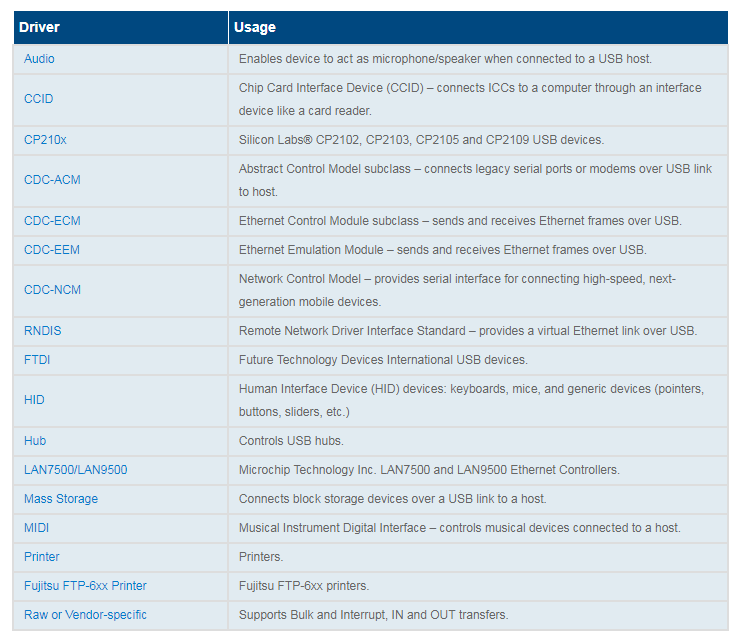 Driver Usage
Audio Enables device to act as microphone/speaker when connected to a USB host.
CCID Chip Card Interface Device (CCID) – connects ICCs to a computer through an interface
device like a card reader.
CP210x Silicon Labs® CP2102, CP2103, CP2105 and CP2109 USB devices.
CDC-ACM Abstract Control Model subclass – connects legacy serial ports or modems over USB link
to host.
CDC-ECM Ethernet Control Module subclass – sends and receives Ethernet frames over USB.
CDC-EEM Ethernet Emulation Module – sends and receives Ethernet frames over USB.
CDC-NCM Network Control Model – provides serial interface for connecting high-speed, next-
generation mobile devices.
RNDIS Remote Network Driver Interface Standard – provides a virtual Ethernet link over USB.
FTDI Future Technology Devices International USB devices.
HID Human Interface Device (HID) devices: keyboards, mice, and generic devices (pointers,
buttons, sliders, etc.)
Hub Controls USB hubs.
LAN7500/LAN9500 Microchip Technology Inc. LAN7500 and LAN9500 Ethernet Controllers.
Mass Storage Connects block storage devices over a USB link to a host.
MIDI Musical Instrument Digital Interface – controls musical devices connected to a host.
Printer Printers.
Fujitsu FTP-6xx Printer Fujitsu FTP-6xx printers.
Raw or Vendor-specific Supports Bulk and Interrupt, IN and OUT transfers.